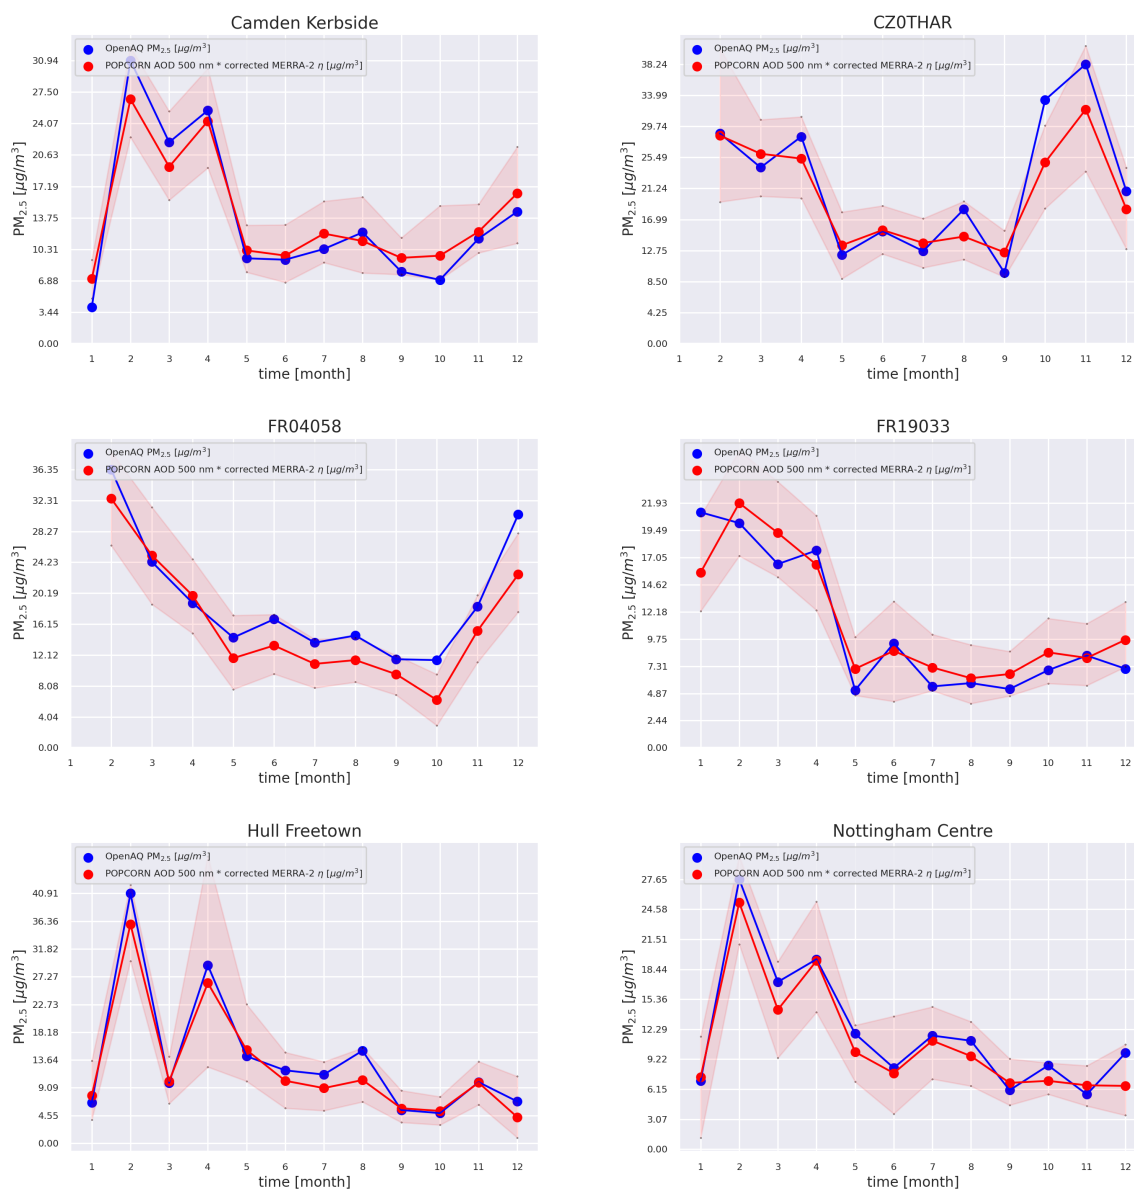 Camden Kerbside
OpenAQ PM2.5 [μg/m³]
POPCORN AOD 500 nm * corrected MERRA-2 η [μg/m³]
PM2.5 [μg/m³]
30.94
27.50
24.07
20.63
17.19
13.75
10.31
6.88
3.44
0.00
1 2 3 4 5 6 7 8 9 10 11 12
time [month]
CZ0THAR
OpenAQ PM2.5 [μg/m³]
POPCORN AOD 500 nm * corrected MERRA-2 η [μg/m³]
PM2.5 [μg/m³]
38.24
33.99
29.74
25.49
21.24
16.99
12.75
8.50
4.25
0.00
1 2 3 4 5 6 7 8 9 10 11 12
time [month]
FR04058
OpenAQ PM2.5 [μg/m³]
POPCORN AOD 500 nm * corrected MERRA-2 η [μg/m³]
PM2.5 [μg/m³]
36.35
32.31
28.27
24.23
20.19
16.15
12.12
8.08
4.04
0.00
1 2 3 4 5 6 7 8 9 10 11 12
time [month]
FR19033
OpenAQ PM2.5 [μg/m³]
POPCORN AOD 500 nm * corrected MERRA-2 η [μg/m³]
PM2.5 [μg/m³]
21.93
19.49
17.05
14.62
12.18
9.75
7.31
4.87
2.44
0.00
1 2 3 4 5 6 7 8 9 10 11 12
time [month]
Hull Freetown
OpenAQ PM2.5 [μg/m³]
POPCORN AOD 500 nm * corrected MERRA-2 η [μg/m³]
PM2.5 [μg/m³]
40.91
36.36
31.82
27.27
22.73
18.18
13.64
9.09
4.55
0.00
1 2 3 4 5 6 7 8 9 10 11 12
time [month]
Nottingham Centre
OpenAQ PM2.5 [μg/m³]
POPCORN AOD 500 nm * corrected MERRA-2 η [μg/m³]
PM2.5 [μg/m³]
27.65
24.58
21.51
18.44
15.36
12.29
9.22
6.15
3.07
0.00
1 2 3 4 5 6 7 8 9 10 11 12
time [month]